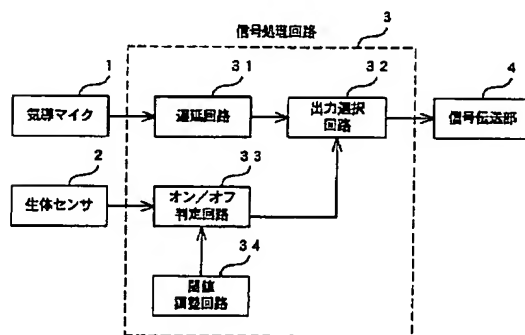 信号処理回路
3
1
31
32
4
気導マイク
遅延回路
出力選択
回路
信号伝送部
2
33
生体センサ
オン/オフ
判定回路
34
閾値
調整回路